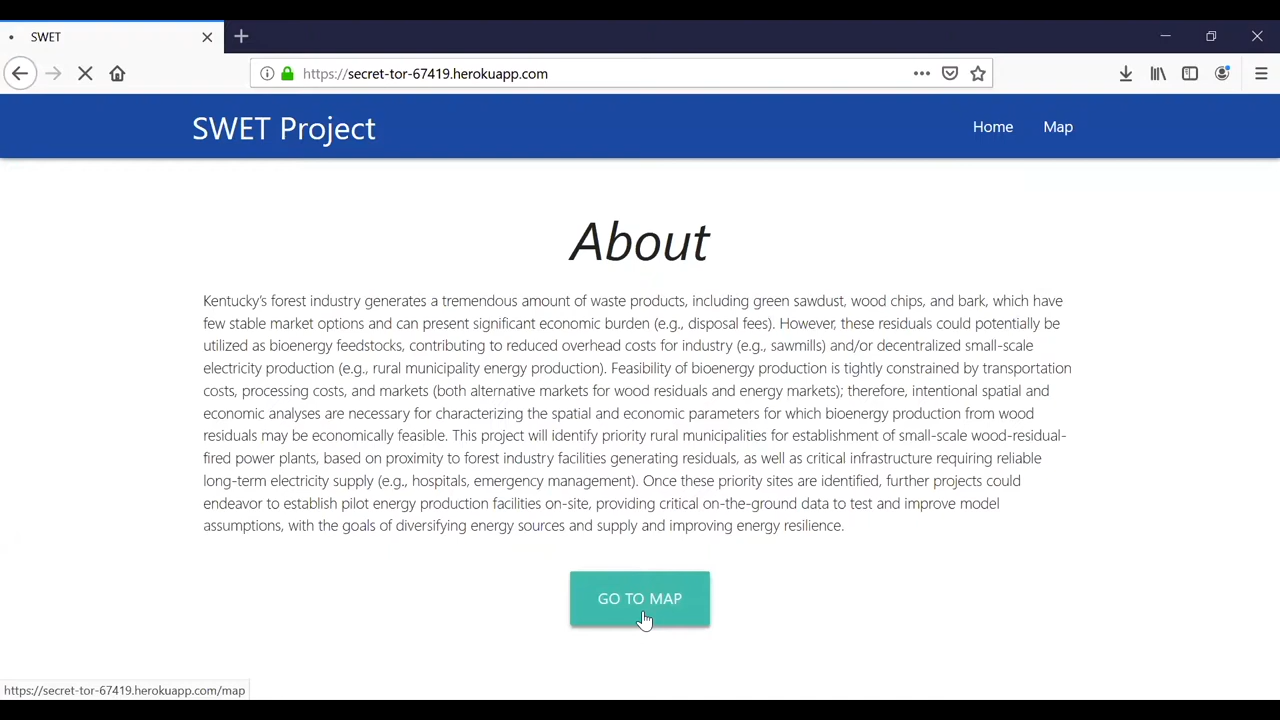 SWET
https://secret-tor-67419.herokuapp.com
SWET Project
Home
Map
About
Kentucky's forest industry generates a tremendous amount of waste products, including green sawdust, wood chips, and bark, which have
few stable market options and can present significant economic burden (e.g., disposal fees). However, these residuals could potentially be
utilized as bioenergy feedstocks, contributing to reduced overhead costs for industry (e.g., sawmills) and/or decentralized small-scale
electricity production (e.g., rural municipality energy production). Feasibility of bioenergy production is tightly constrained by transportation
costs, processing costs, and markets (both alternative markets for wood residuals and energy markets); therefore, intentional spatial and
economic analyses are necessary for characterizing the spatial and economic parameters for which bioenergy production from wood
residuals may be economically feasible. This project will identify priority rural municipalities for establishment of small-scale wood-residual-
fired power plants, based on proximity to forest industry facilities generating residuals, as well as critical infrastructure requiring reliable
long-term electricity supply (e.g., hospitals, emergency management). Once these priority sites are identified, further projects could
endeavor to establish pilot energy production facilities on-site, providing critical on-the-ground data to test and improve model
assumptions, with the goals of diversifying energy sources and supply and improving energy resilience.
GO TO MAP
https://secret-tor-67419.herokuapp.com/map